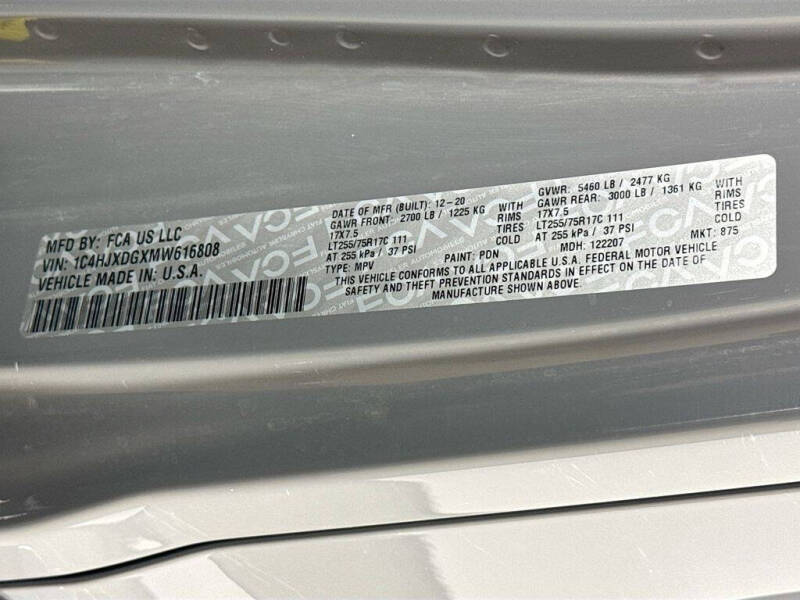 MFD BY: FCA US LLC
VIN: 1C4HJXDGXMW616808
VEHICLE MADE IN U.S.A.
DATE OF MFR (BUILT): 12-20
GAWR FRONT: 2700 LB / 1225 KG WITH
17X7.5 RIMS
LT255/75R17C 111 TIRES
AT 255 kPa / 37 PSI COLD
GVWR: 5460 LB / 2477 KG
GAWR REAR: 3000 LB / 1361 KG WITH
17X7.5 RIMS
LT255/75R17C 111 TIRES
AT 255 kPa / 37 PSI COLD
TYPE: MPV PAINT: PDN MDH: 122207 MKT: 875
THIS VEHICLE CONFORMS TO ALL APPLICABLE U.S.A. FEDERAL MOTOR VEHICLE
SAFETY AND THEFT PREVENTION STANDARDS IN EFFECT ON THE DATE OF
MANUFACTURE SHOWN ABOVE.